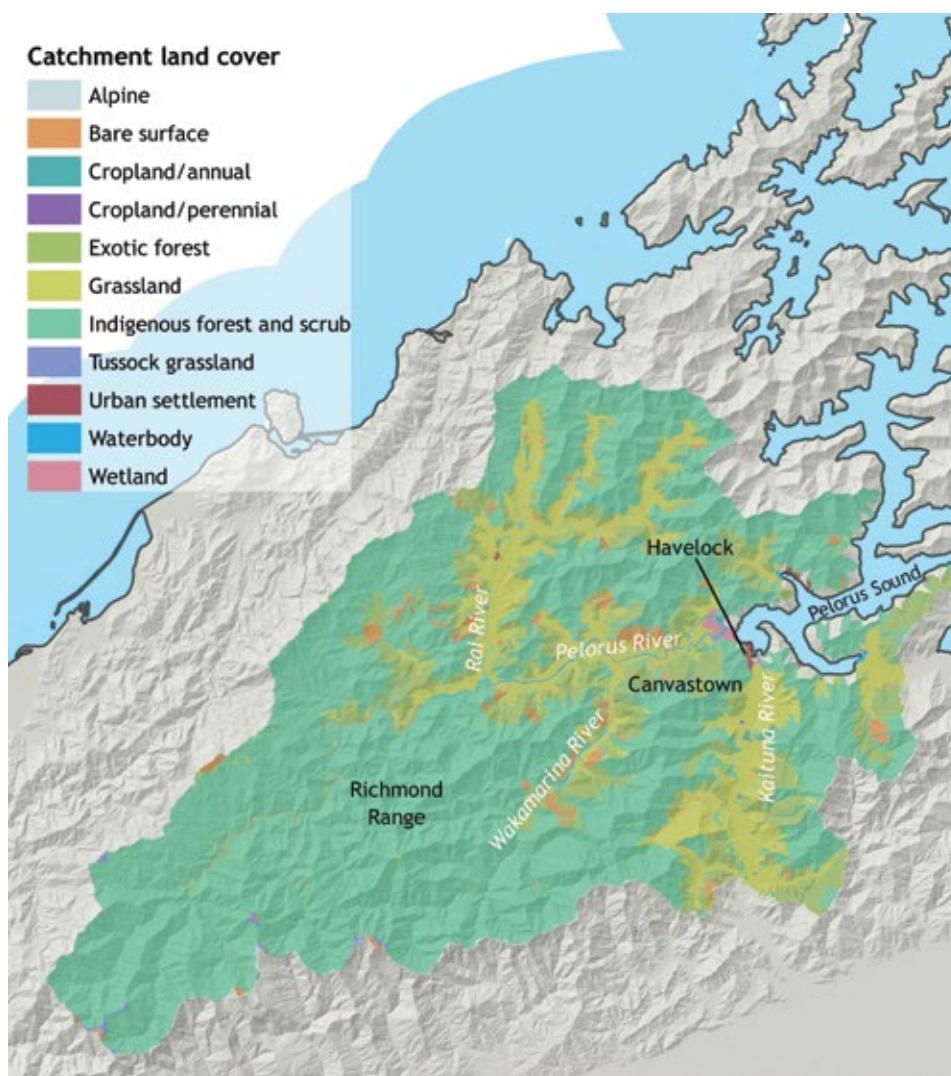 Catchment land cover
Alpine
Bare surface
Cropland/annual
Cropland/perennial
Exotic forest
Grassland
Indigenous forest and scrub
Tussock grassland
Urban settlement
Waterbody
Wetland
Havelock
Pelorus Sound
Rai River
Pelorus River
Canvastown
Kaituna River
Wakamarina River
Richmond
Range